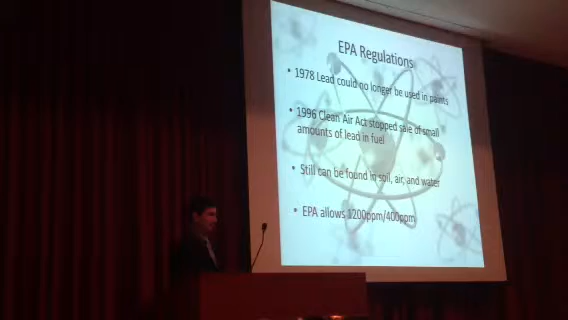 EPA Regulations
• 1978 Lead could no longer be used in paints
• 1996 Clean Air Act stopped sale of small
amounts of lead in fuel
• Still can be found in soil, air, and water
• EPA allows 1200ppm/400ppm